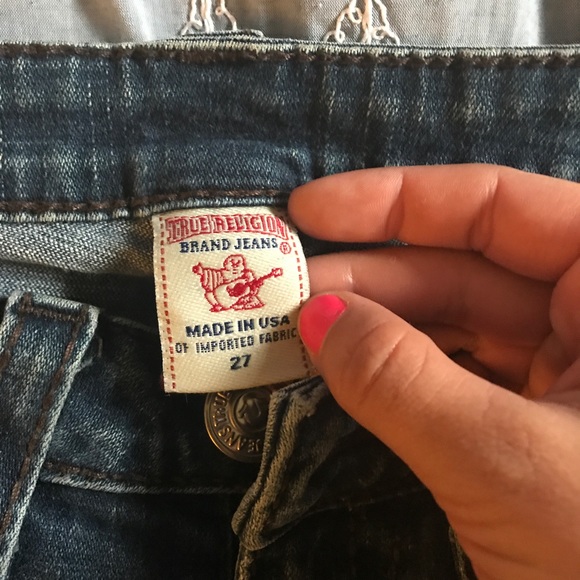 TRUE RELIGION
BRAND JEANS ®
MADE IN USA
OF IMPORTED FABRIC
27